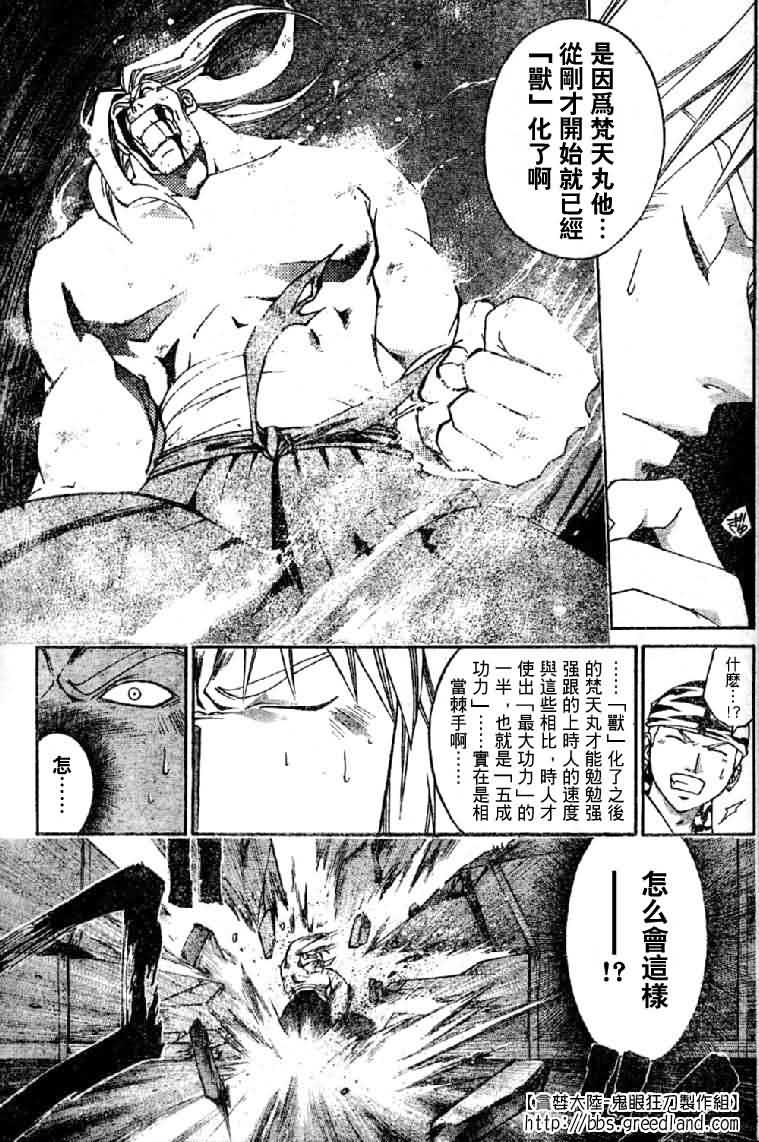 是因爲梵天丸他…
從剛才開始就已經
「獸」化了啊
什麼…!?
……「獸」化了之後
的梵天丸才能勉勉强
强跟的上時人的速度
與這些相比，時人才
使出「最大功力」的
一半，也就是「五成
功力」……實在是相
當棘手啊……
怎……
怎么會這樣
——!?
大陸-鬼眼狂刀製作組】
http://bbs.greedland.com